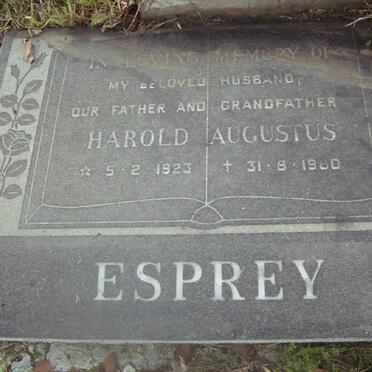 IN LOVING MEMORY OF
MY BELOVED HUSBAND,
OUR FATHER AND GRANDFATHER
HAROLD AUGUSTUS
☆ 5·2 1923 † 31·8·1980
ESPREY